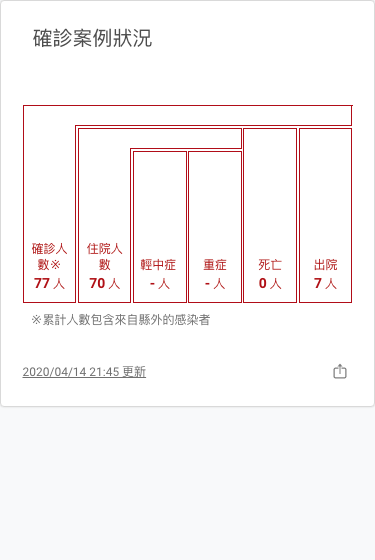 確診案例狀況
確診人
數※
77 人
住院人
數
70 人
輕中症
- 人
重症
- 人
死亡
0 人
出院
7 人
※累計人數包含來自縣外的感染者
2020/04/14 21:45 更新